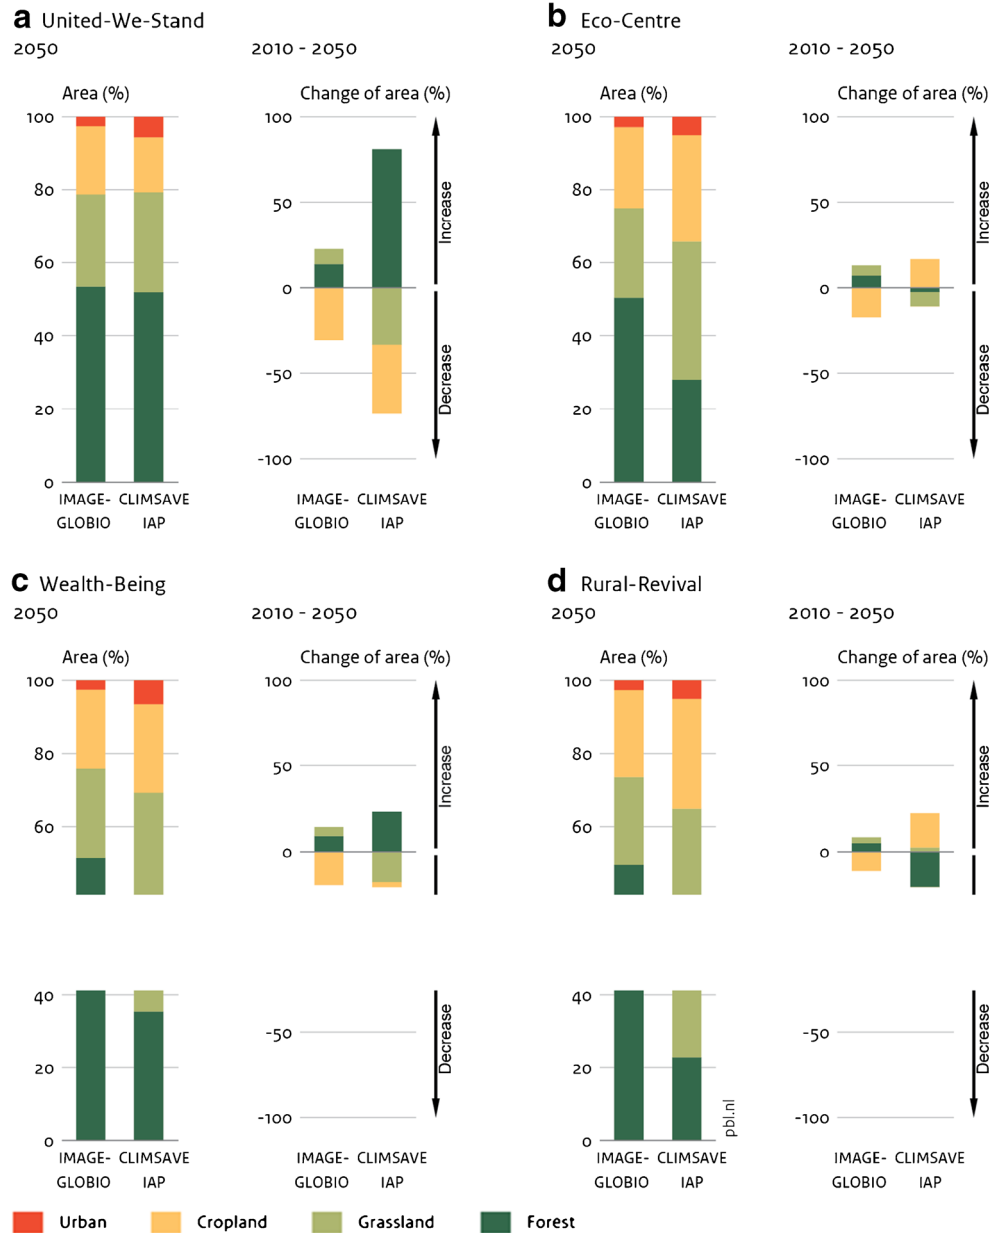 a United-We-Stand
2050
2010 - 2050
Area (%)
Change of area (%)
100
80
60
40
20
0
100
50
0
-50
-100
Increase
Decrease
IMAGE-GLOBIO
CLIMSAVE IAP
IMAGE-GLOBIO
CLIMSAVE IAP
b Eco-Centre
2050
2010 - 2050
Area (%)
Change of area (%)
100
80
60
40
20
0
100
50
0
-50
-100
Increase
Decrease
IMAGE-GLOBIO
CLIMSAVE IAP
IMAGE-GLOBIO
CLIMSAVE IAP
c Wealth-Being
2050
2010 - 2050
Area (%)
Change of area (%)
100
80
60
40
20
0
100
50
0
-50
-100
Increase
Decrease
IMAGE-GLOBIO
CLIMSAVE IAP
IMAGE-GLOBIO
CLIMSAVE IAP
d Rural-Revival
2050
2010 - 2050
Area (%)
Change of area (%)
100
80
60
40
20
0
pbl.nl
100
50
0
-50
-100
Increase
Decrease
IMAGE-GLOBIO
CLIMSAVE IAP
IMAGE-GLOBIO
CLIMSAVE IAP
Urban Cropland Grassland Forest